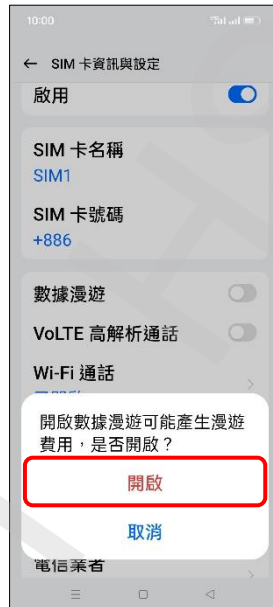 10:00
← SIM 卡資訊與設定
啟用
SIM 卡名稱
SIM1
SIM 卡號碼
+886
數據漫遊
VoLTE 高解析通話
Wi-Fi 通話
開啟數據漫遊可能產生漫遊
費用，是否開啟？
開啟
取消
電信業者